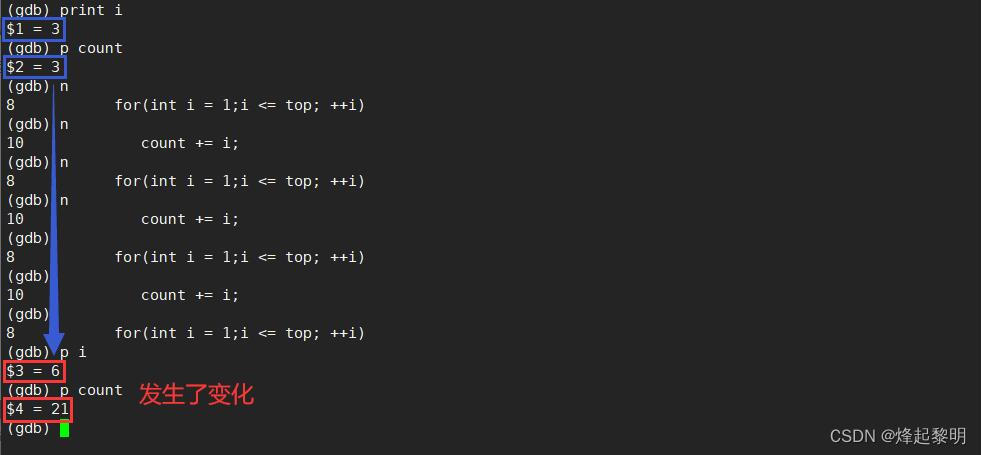 (gdb) print i
$1 = 3
(gdb) p count
$2 = 3
(gdb) n
8 for(int i = 1;i <= top; ++i)
(gdb) n
10 count += i;
(gdb) n
8 for(int i = 1;i <= top; ++i)
(gdb) n
10 count += i;
(gdb)
8 for(int i = 1;i <= top; ++i)
(gdb)
10 count += i;
(gdb)
8 for(int i = 1;i <= top; ++i)
(gdb) p i
$3 = 6
(gdb) p count
发生了变化
$4 = 21
(gdb)
CSDN @烽起黎明